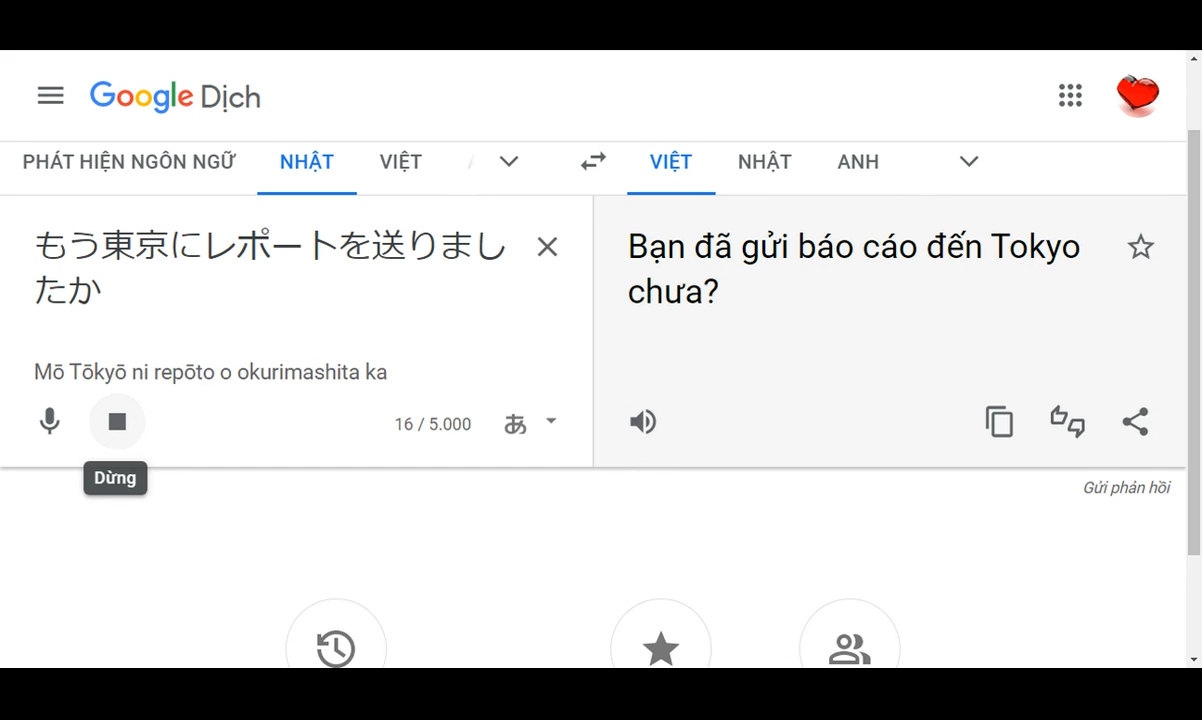 Google Dịch
PHÁT HIỆN NGÔN NGỮ NHẬT VIỆT VIỆT NHẬT ANH
もう東京にレポートを送りまし
たか
Mō Tōkyō ni repōto o okurimashita ka
16 / 5.000 あ
Dừng
Bạn đã gửi báo cáo đến Tokyo
chưa?
Gửi phản hồi